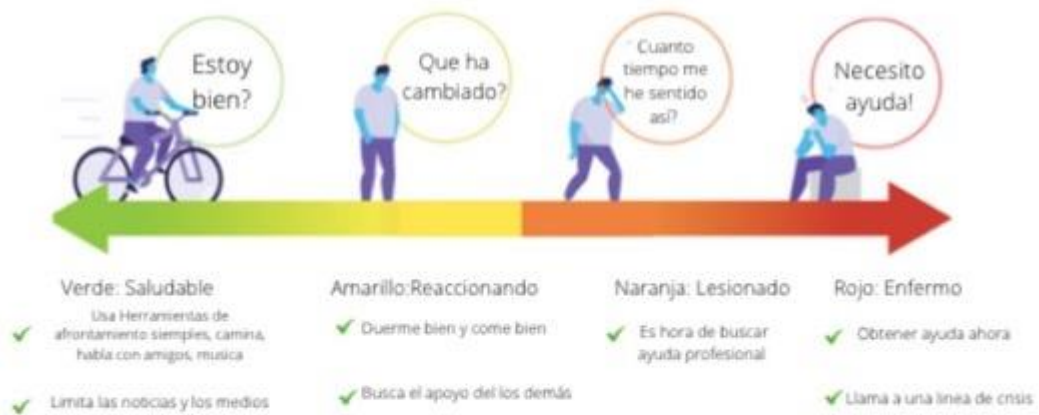 Estoy
bien?
Que ha
cambiado?
Cuanto
tiempo me
he sentido
así?
Necesito
ayuda!
Verde: Saludable
Usa Herramientas de
afrontamiento siemples, camina,
habla con amigos, musica
Limita las noticias y los medios
Amarillo:Reaccionando
Duerme bien y come bien
Busca el apoyo del los demás
Naranja: Lesionado
Es hora de buscar
ayuda profesional
Rojo: Enfermo
Obtener ayuda ahora
Llama a una linea de crisis